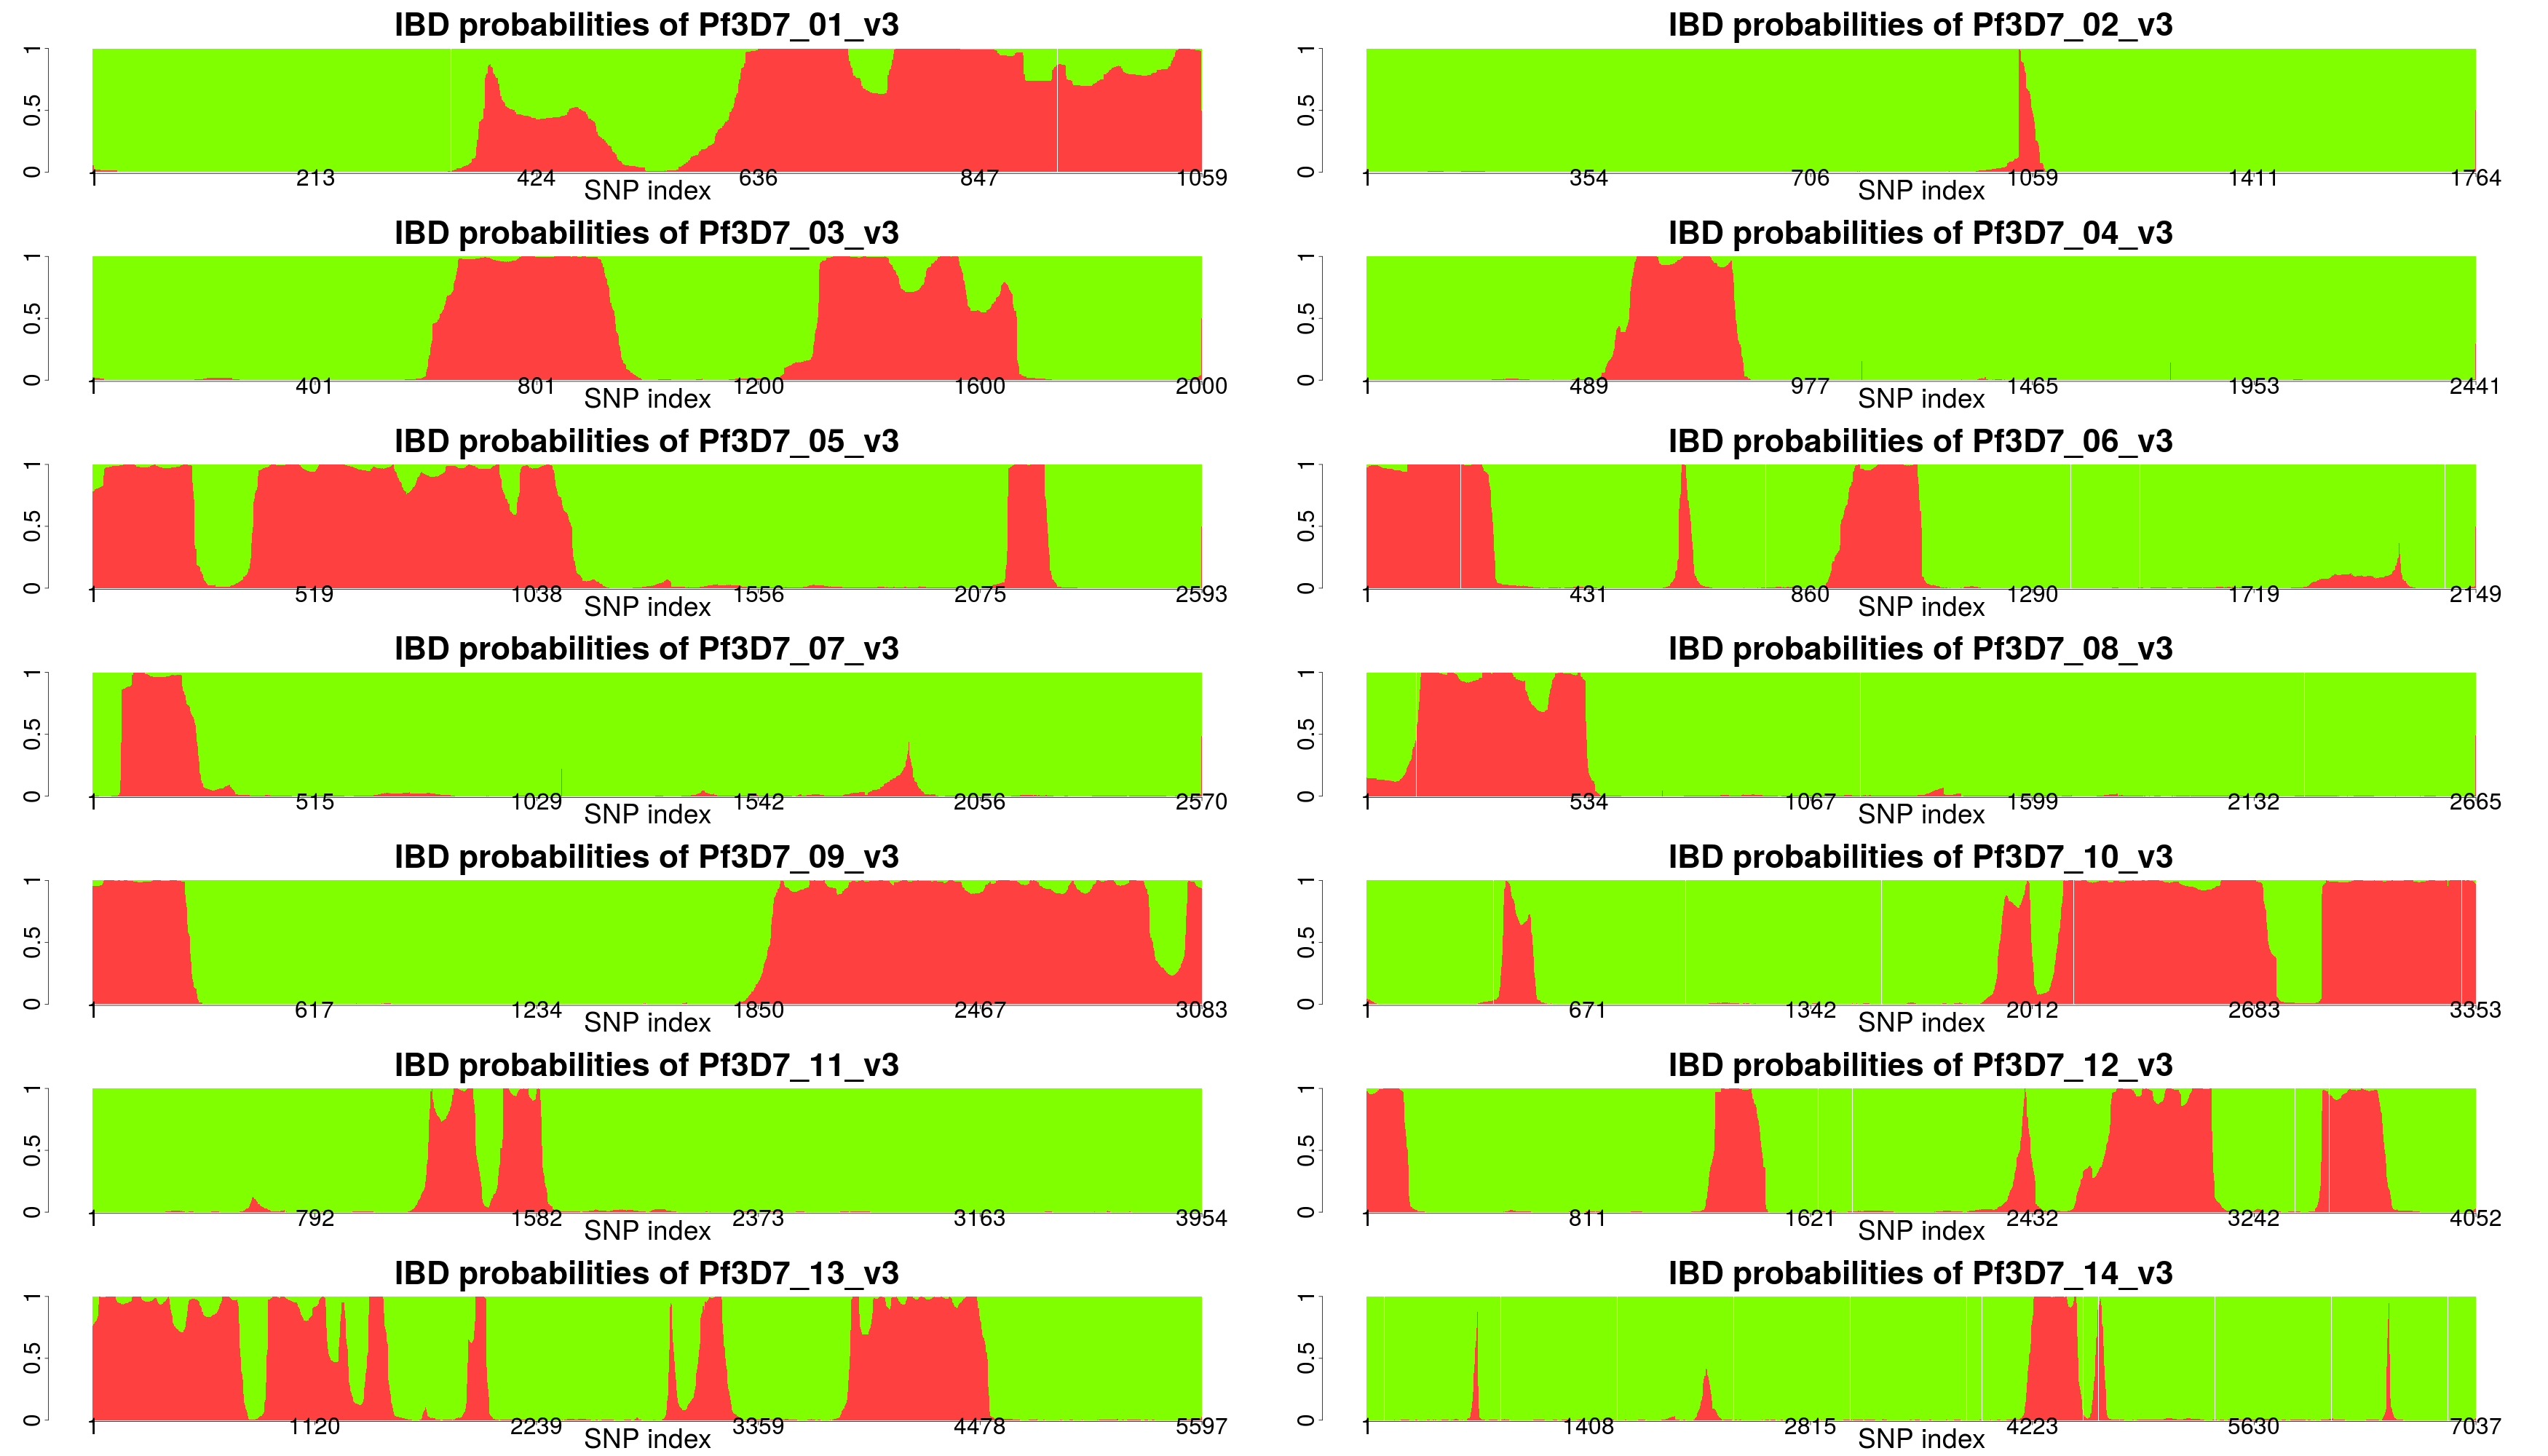 IBD probabilities of Pf3D7_01_v3
0 0.5 1
1 213 424 636 847 1059
SNP index
IBD probabilities of Pf3D7_02_v3
0 0.5 1
1 354 706 1059 1411 1764
SNP index
IBD probabilities of Pf3D7_03_v3
0 0.5 1
1 401 801 1200 1600 2000
SNP index
IBD probabilities of Pf3D7_04_v3
0 0.5 1
1 489 977 1465 1953 2441
SNP index
IBD probabilities of Pf3D7_05_v3
0 0.5 1
1 519 1038 1556 2075 2593
SNP index
IBD probabilities of Pf3D7_06_v3
0 0.5 1
1 431 860 1290 1719 2149
SNP index
IBD probabilities of Pf3D7_07_v3
0 0.5 1
1 515 1029 1542 2056 2570
SNP index
IBD probabilities of Pf3D7_08_v3
0 0.5 1
1 534 1067 1599 2132 2665
SNP index
IBD probabilities of Pf3D7_09_v3
0 0.5 1
1 617 1234 1850 2467 3083
SNP index
IBD probabilities of Pf3D7_10_v3
0 0.5 1
1 671 1342 2012 2683 3353
SNP index
IBD probabilities of Pf3D7_11_v3
0 0.5 1
1 792 1582 2373 3163 3954
SNP index
IBD probabilities of Pf3D7_12_v3
0 0.5 1
1 811 1621 2432 3242 4052
SNP index
IBD probabilities of Pf3D7_13_v3
0 0.5 1
1 1120 2239 3359 4478 5597
SNP index
IBD probabilities of Pf3D7_14_v3
0 0.5 1
1 1408 2815 4223 5630 7037
SNP index